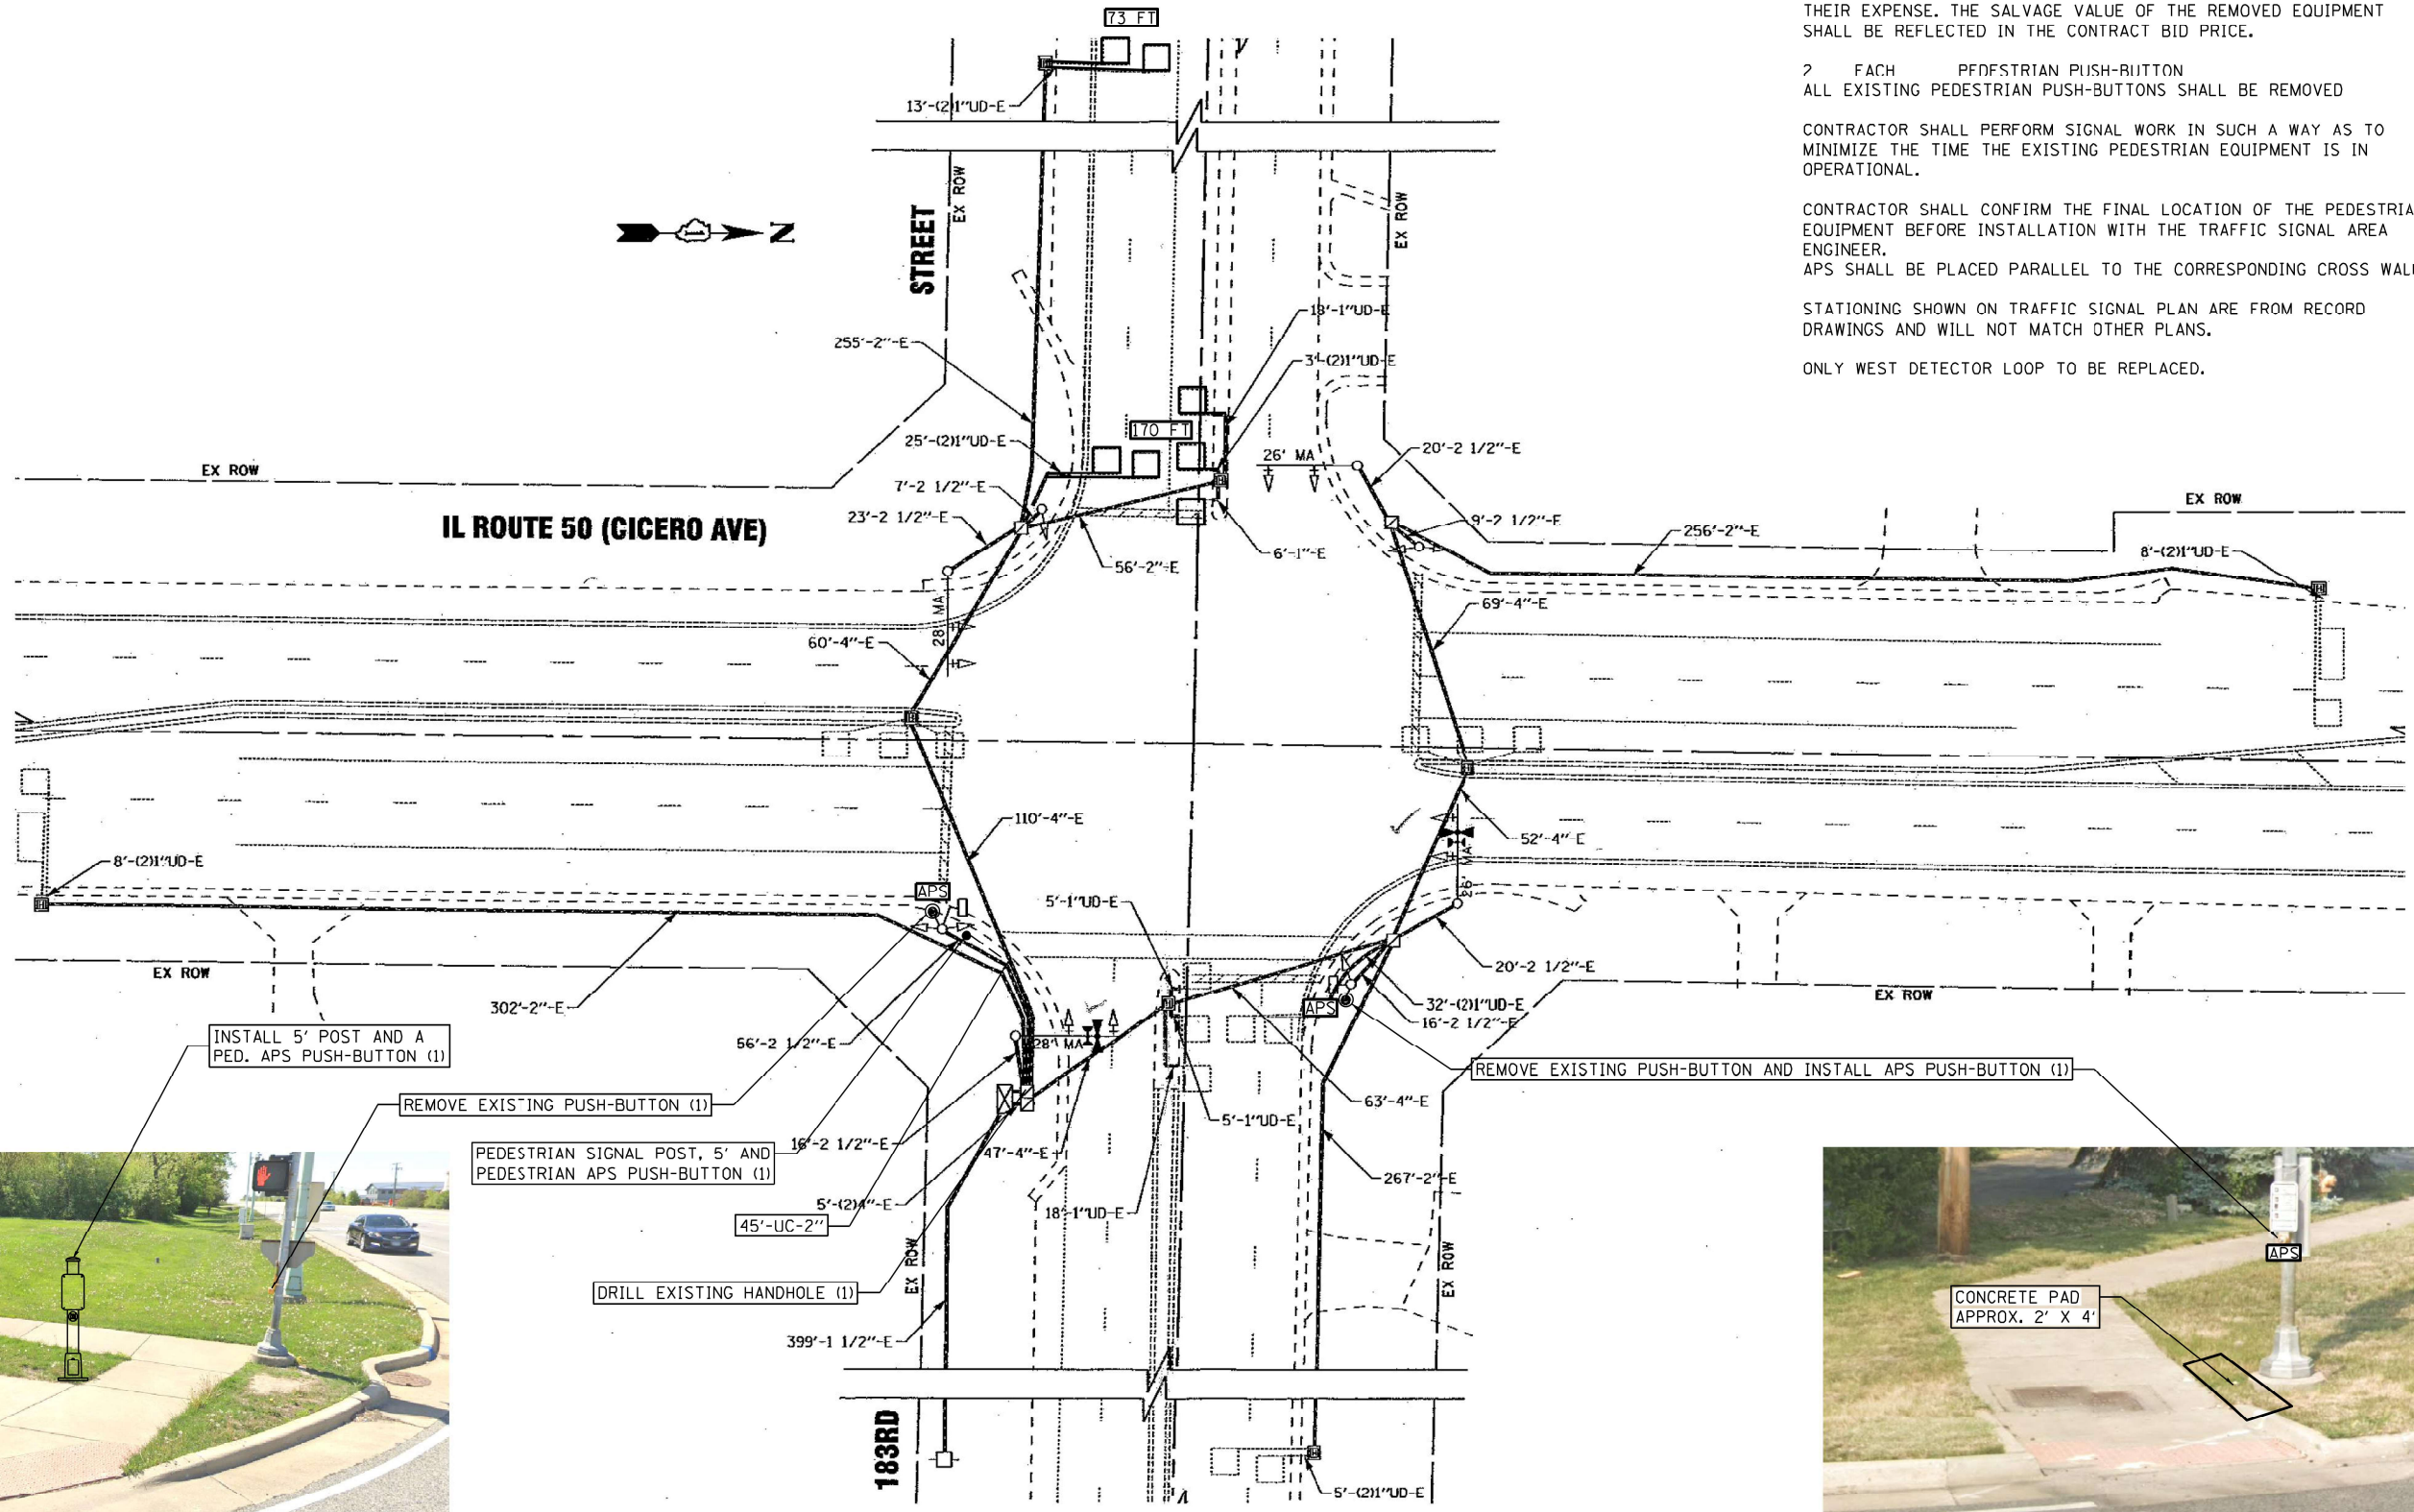 73 FT
THEIR EXPENSE. THE SALVAGE VALUE OF THE REMOVED EQUIPMENT
SHALL BE REFLECTED IN THE CONTRACT BID PRICE.
2 EACH PEDESTRIAN PUSH-BUTTON
ALL EXISTING PEDESTRIAN PUSH-BUTTONS SHALL BE REMOVED
CONTRACTOR SHALL PERFORM SIGNAL WORK IN SUCH A WAY AS TO
MINIMIZE THE TIME THE EXISTING PEDESTRIAN EQUIPMENT IS IN
OPERATIONAL.
CONTRACTOR SHALL CONFIRM THE FINAL LOCATION OF THE PEDESTRIA
EQUIPMENT BEFORE INSTALLATION WITH THE TRAFFIC SIGNAL AREA
ENGINEER.
APS SHALL BE PLACED PARALLEL TO THE CORRESPONDING CROSS WAL
STATIONING SHOWN ON TRAFFIC SIGNAL PLAN ARE FROM RECORD
DRAWINGS AND WILL NOT MATCH OTHER PLANS.
ONLY WEST DETECTOR LOOP TO BE REPLACED.
13'-(2)1"UD-E
EX ROW
EX ROW
STREET
N
255'-2"-E
13'-1"UD-E
3'-(2)1"UD-E
25'-(2)1"UD-E
170 FT
26' MA
20'-2 1/2"-E
EX ROW
7'-2 1/2"-E
23'-2 1/2"-E
IL ROUTE 50 (CICERO AVE)
56'-2"-E
6'-1"-E
9'-2 1/2"-E
256'-2"-E
EX ROW
8'-(2)1"UD-E
28' MA
60'-4"-E
69'-4"-E
110'-4"-E
52'-4"-E
26'
MA
8'-(2)1"UD-E
APS
5'-1"UD-E
EX ROW
302'-2"-E
20'-2 1/2"-E
32'-(2)1"UD-E
16'-2 1/2"-E
APS
EX ROW
INSTALL 5' POST AND A
PED. APS PUSH-BUTTON (1)
56'-2 1/2"-E
28' MA
REMOVE EXISTING PUSH-BUTTON AND INSTALL APS PUSH-BUTTON (1)
REMOVE EXISTING PUSH-BUTTON (1)
63'-4"-E
5'-1"UD-E
16'-2 1/2"-E
47'-4"-E
PEDESTRIAN SIGNAL POST, 5' AND
PEDESTRIAN APS PUSH-BUTTON (1)
267'-2"-E
5'-(2)4"-E
18'-1"UD-E
45'-UC-2"
EX ROW
EX ROW
DRILL EXISTING HANDHOLE (1)
APS
CONCRETE PAD
APPROX. 2' X 4'
399'-1 1/2"-E
183RD
5'-(2)1"UD-E